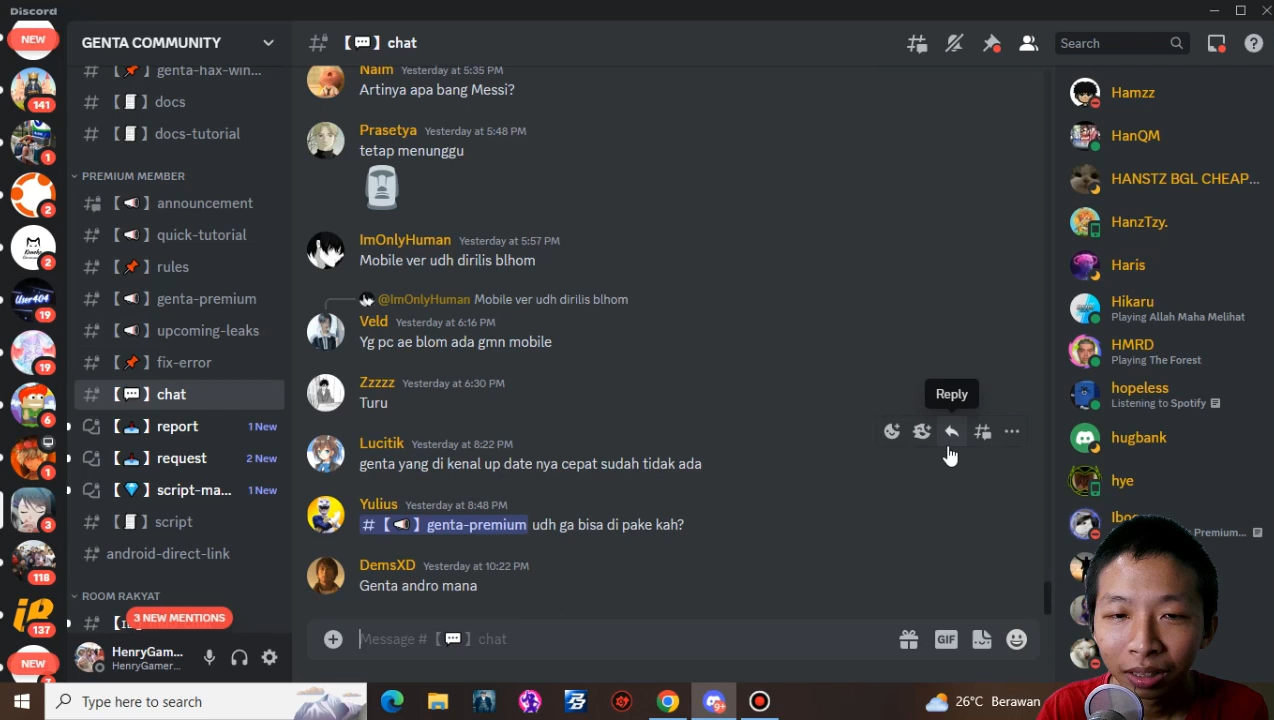 Discord
NEW
141
1
2
2
19
19
6
1
3
118
137
NEW
GENTA COMMUNITY
# genta-hax-win...
# docs
# docs-tutorial
PREMIUM MEMBER
# 【📢】announcement
# 【📢】quick-tutorial
# 【📌】rules
# 【📢】genta-premium
# 【📢】upcoming-leaks
# 【📌】fix-error
# 【💬】chat
report 1 New
request 2 New
【💎】script-ma... 1 New
script
# android-direct-link
ROOM RAKYAT
3 NEW MENTIONS
HenryGam...
HenryGamer...
# 【💬】chat
Search
Naim Yesterday at 5:35 PM
Artinya apa bang Messi?
Prasetya Yesterday at 5:48 PM
tetap menunggu
ImOnlyHuman Yesterday at 5:57 PM
Mobile ver udh dirilis blhom
@ImOnlyHuman Mobile ver udh dirilis blhom
Veld Yesterday at 6:16 PM
Yg pc ae blom ada gmn mobile
Zzzzz Yesterday at 6:30 PM
Turu
Reply
Lucitik Yesterday at 8:22 PM
genta yang di kenal up date nya cepat sudah tidak ada
Yulius Yesterday at 8:48 PM
# 【📢】genta-premium udh ga bisa di pake kah?
DemsXD Yesterday at 10:22 PM
Genta andro mana
Message # 【💬】chat
GIF
Hamzz
HanQM
HANSTZ BGL CHEAP...
HanzTzy.
Haris
Hikaru
Playing Allah Maha Melihat
HMRD
Playing The Forest
hopeless
Listening to Spotify
hugbank
hye
Premium...
Type here to search
9+
26°C Berawan